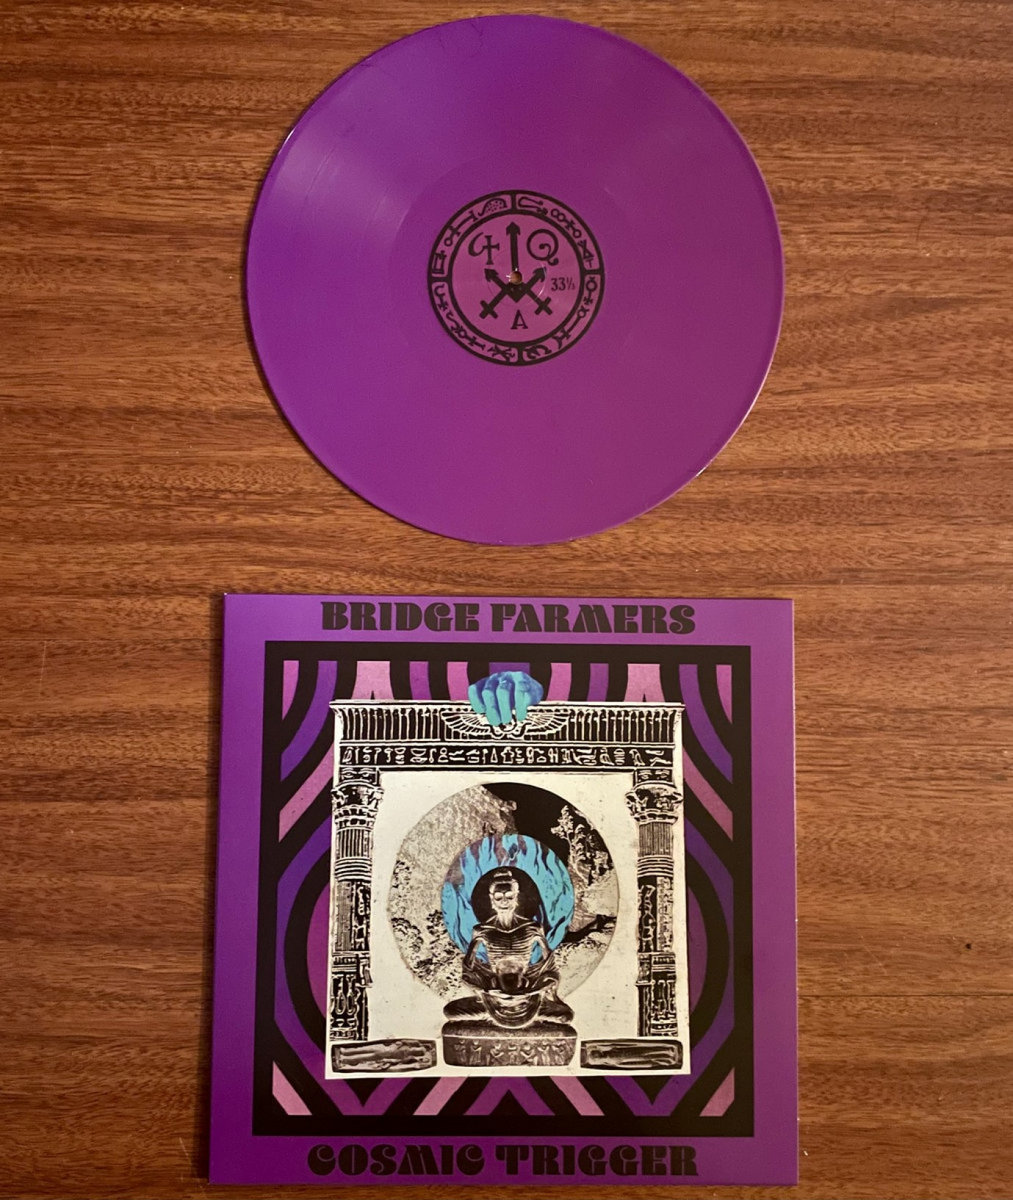 33⅓
A
BRIDGE FARMERS
COSMIC TRIGGER